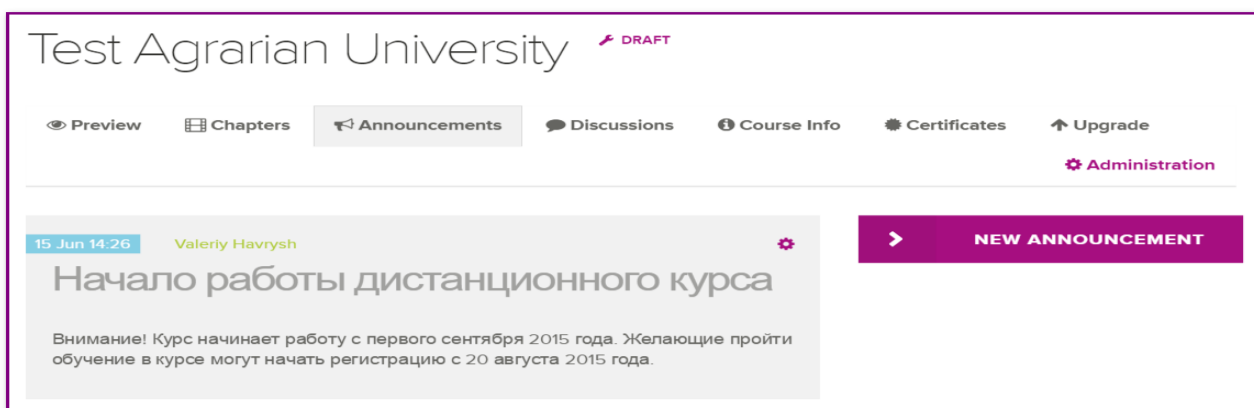 Test Agrarian University DRAFT
Preview Chapters Announcements Discussions Course Info Certificates Upgrade
Administration
15 Jun 14:26 Valeriy Havrysh
NEW ANNOUNCEMENT
Начало работы дистанционного курса
Внимание! Курс начинает работу с первого сентября 2015 года. Желающие пройти
обучение в курсе могут начать регистрацию с 20 августа 2015 года.